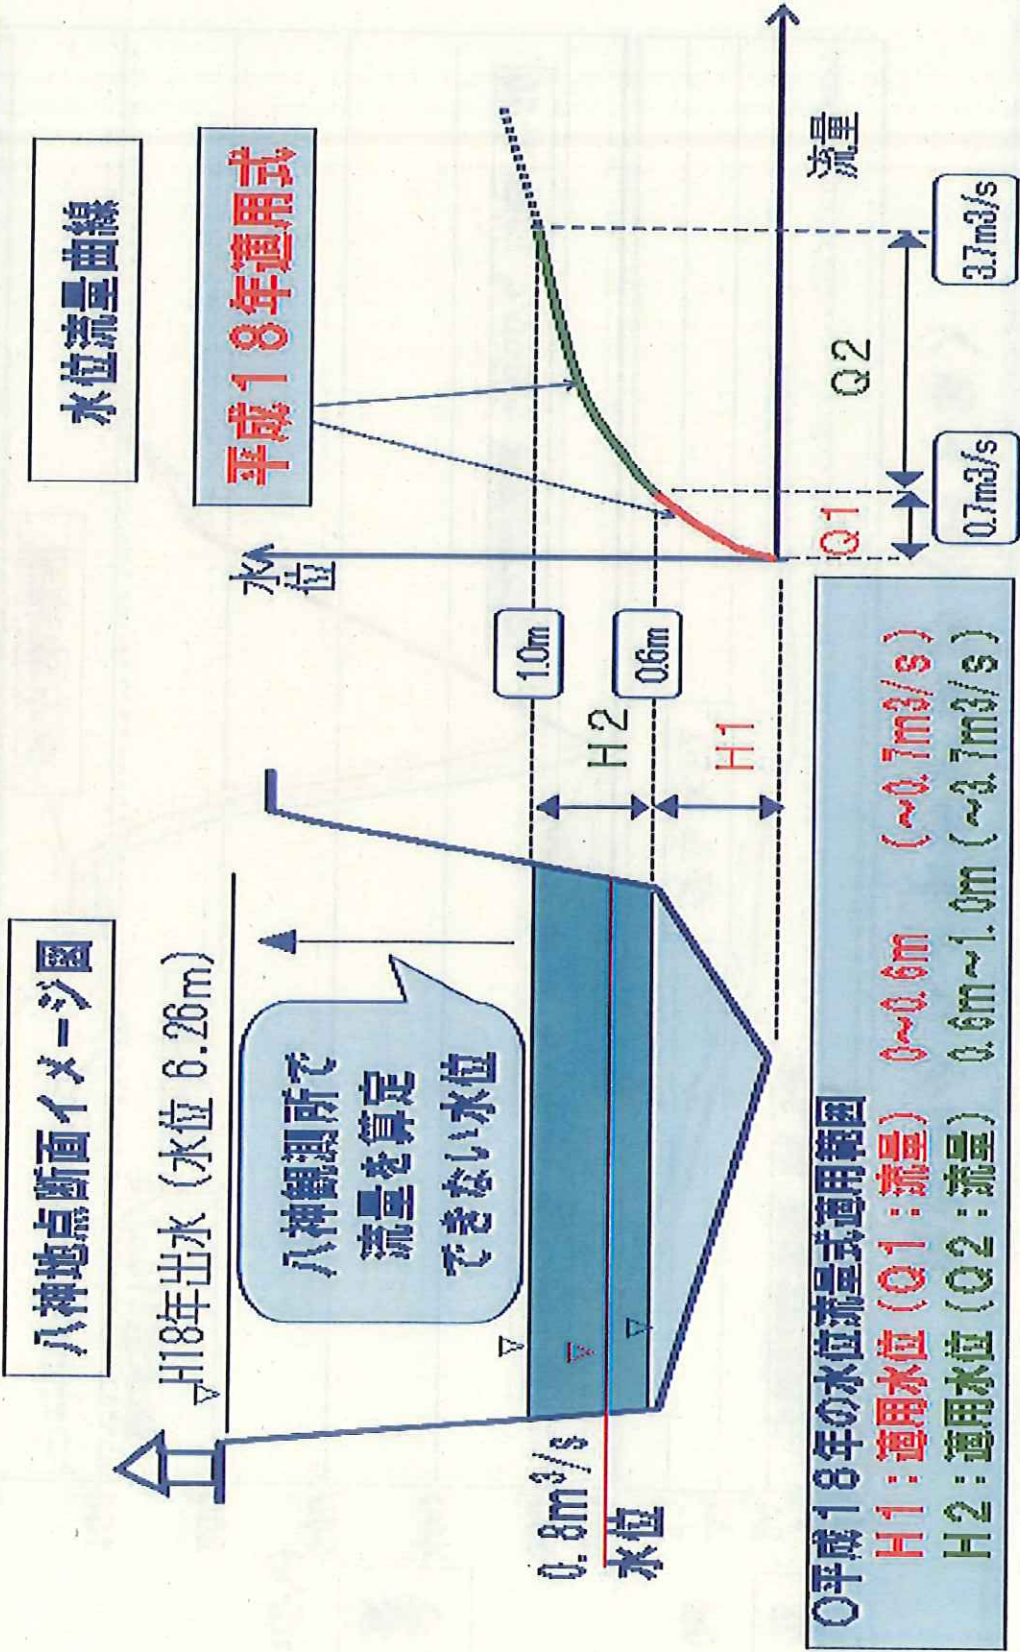 八神地点断面イメージ図
水位流量曲線
▽H18年出水（水位 6.26m）
八神観測所で
流量を算定
できない水位
平成１８年適用式
水位
1.0m
0.6m
H2
H1
0.8m³/s
水位
流量
Q1
Q2
0.7m3/s
3.7m3/s
○平成１８年の水位流量式適用範囲
H1：適用水位（Q1：流量） 0~0.6m （~0.7m3/s）
H2：適用水位（Q2：流量） 0.6m~1.0m（~3.7m3/s）